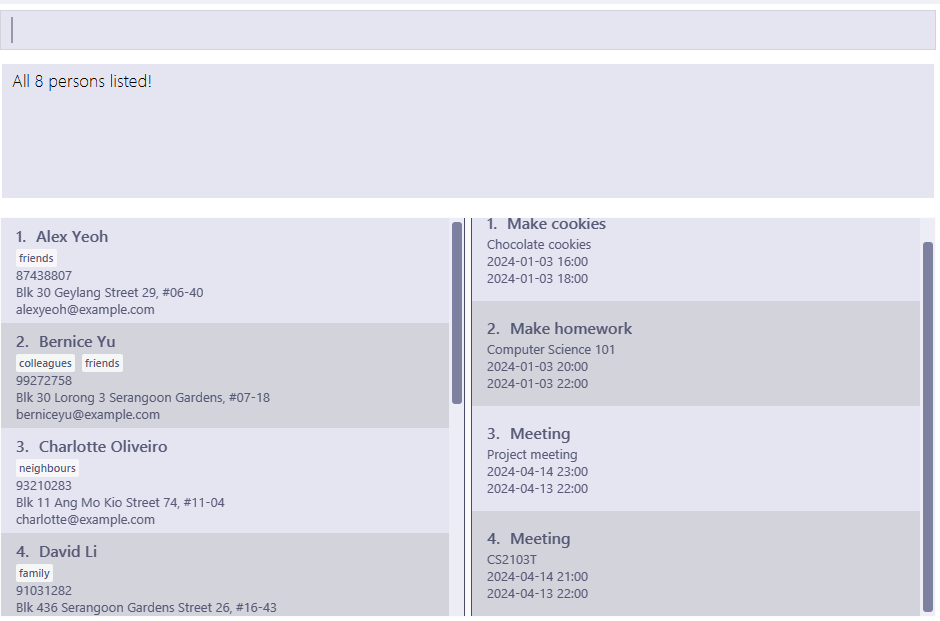 All 8 persons listed!
1. Alex Yeoh
friends
87438807
Blk 30 Geylang Street 29, #06-40
alexyeoh@example.com
2. Bernice Yu
colleagues friends
99272758
Blk 30 Lorong 3 Serangoon Gardens, #07-18
berniceyu@example.com
3. Charlotte Oliveiro
neighbours
93210283
Blk 11 Ang Mo Kio Street 74, #11-04
charlotte@example.com
4. David Li
family
91031282
Blk 436 Serangoon Gardens Street 26, #16-43
1. Make cookies
Chocolate cookies
2024-01-03 16:00
2024-01-03 18:00
2. Make homework
Computer Science 101
2024-01-03 20:00
2024-01-03 22:00
3. Meeting
Project meeting
2024-04-14 23:00
2024-04-13 22:00
4. Meeting
CS2103T
2024-04-14 21:00
2024-04-13 22:00